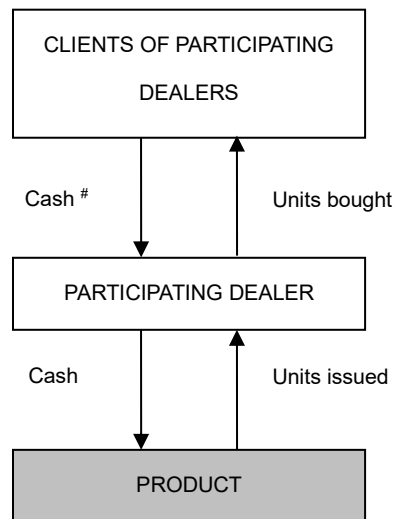 CLIENTS OF PARTICIPATING
DEALERS
Cash #
Units bought
PARTICIPATING DEALER
Cash
Units issued
PRODUCT